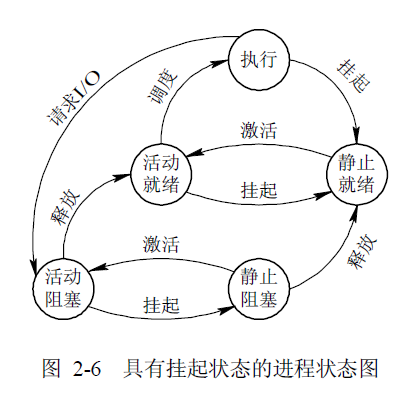 执行
请求I/O
调度
挂起
激活
活动
就绪
静止
就绪
挂起
释放
激活
释放
活动
阻塞
静止
阻塞
挂起
图 2-6 具有挂起状态的进程状态图